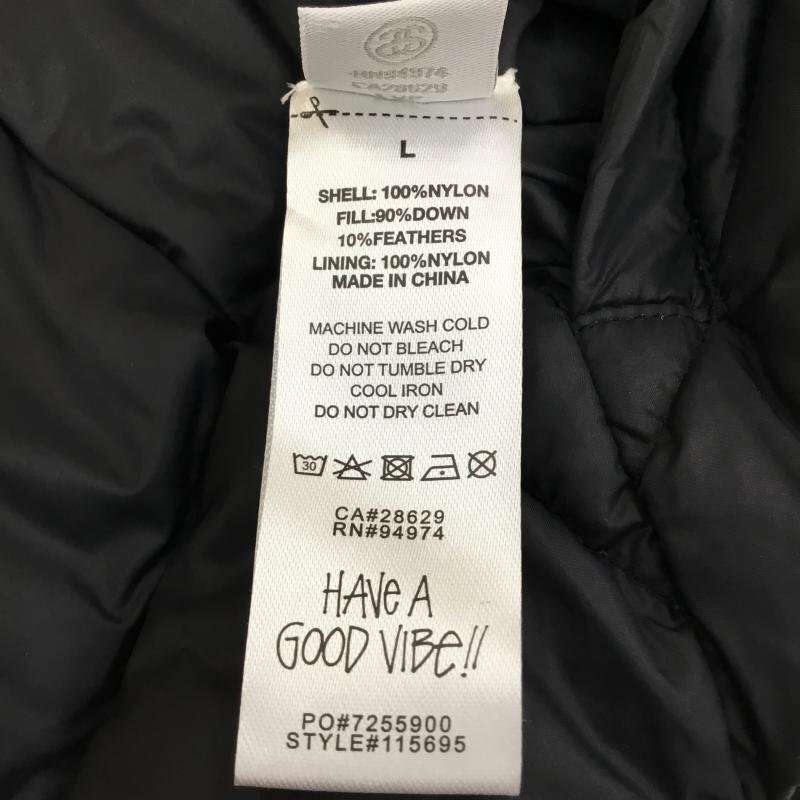 L
SHELL: 100%NYLON
FILL:90%DOWN
10%FEATHERS
LINING: 100%NYLON
MADE IN CHINA
MACHINE WASH COLD
DO NOT BLEACH
DO NOT TUMBLE DRY
COOL IRON
DO NOT DRY CLEAN
30
CA#28629
RN#94974
HAVE A
GOOD VIBE!!
PO#7255900
STYLE#115695